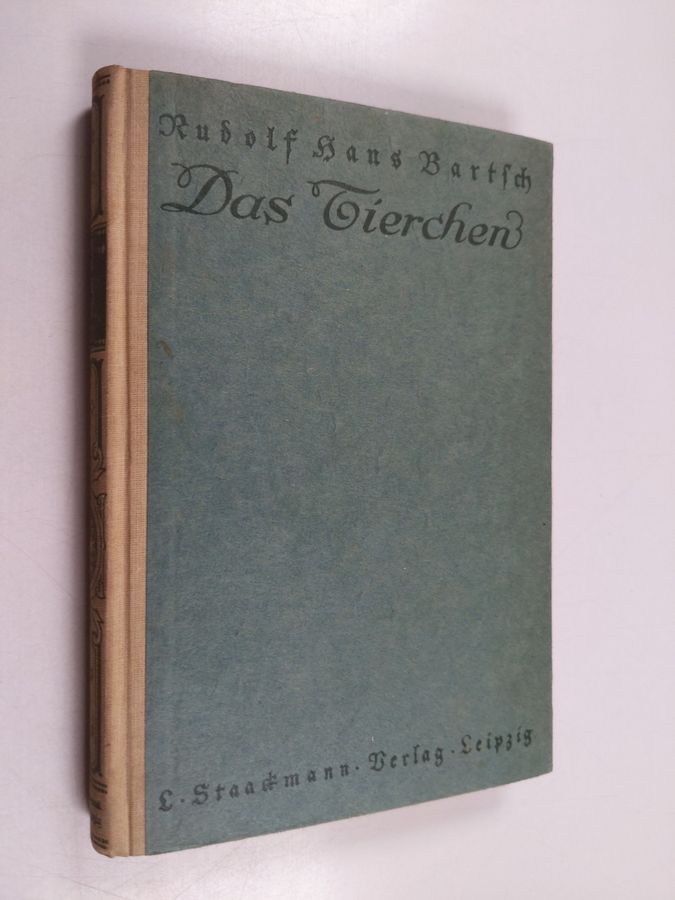 Rudolf Hans Bartsch
Das Tierchen
L. Staackmann · Verlag · Leipzig